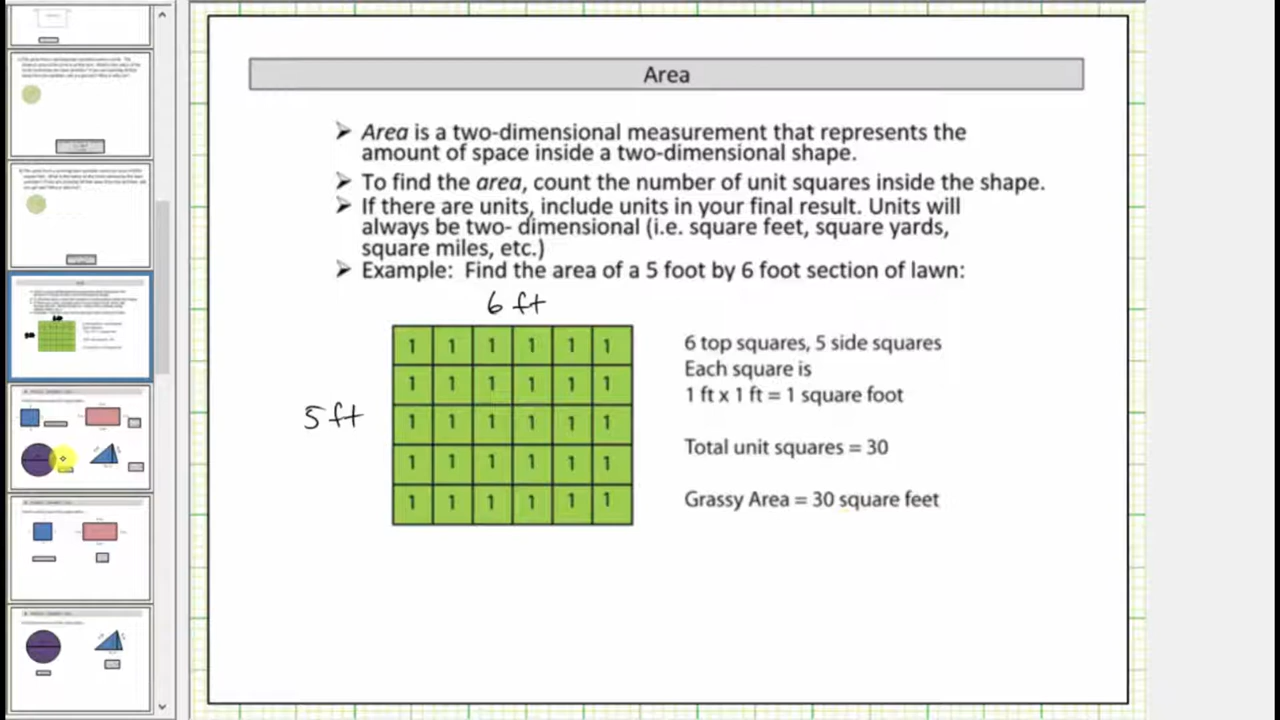 Area
➢ Area is a two-dimensional measurement that represents the
amount of space inside a two-dimensional shape.
➢ To find the area, count the number of unit squares inside the shape.
➢ If there are units, include units in your final result. Units will
always be two- dimensional (i.e. square feet, square yards,
square miles, etc.)
➢ Example: Find the area of a 5 foot by 6 foot section of lawn:
6 ft
5 ft
1 1 1 1 1 1
1 1 1 1 1 1
1 1 1 1 1 1
1 1 1 1 1 1
1 1 1 1 1 1
6 top squares, 5 side squares
Each square is
1 ft x 1 ft = 1 square foot
Total unit squares = 30
Grassy Area = 30 square feet